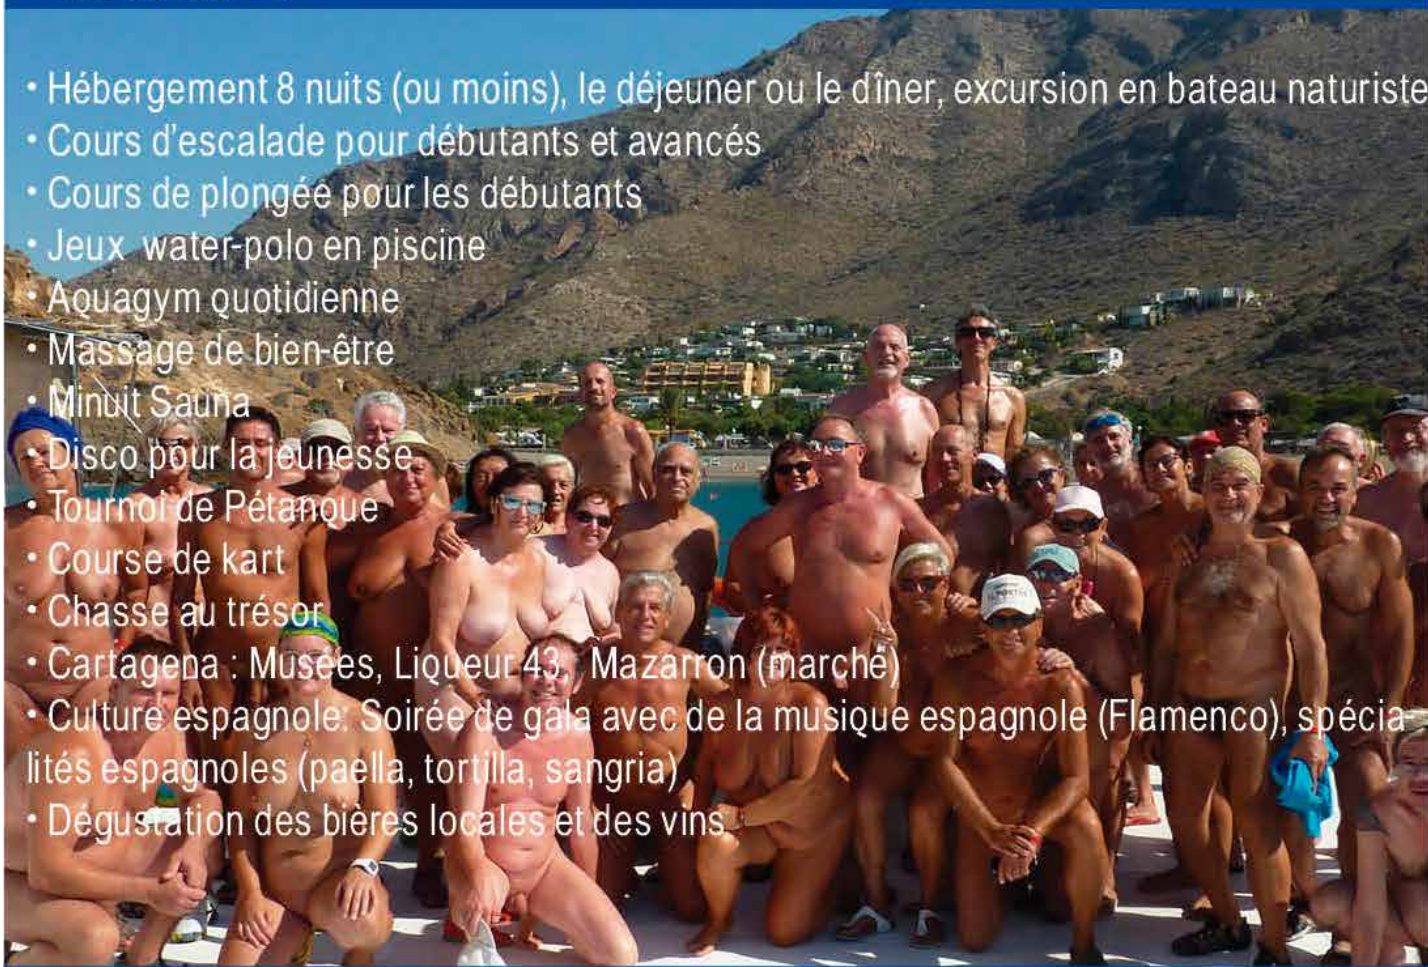 • Hébergement 8 nuits (ou moins), le déjeuner ou le dîner, excursion en bateau naturiste
• Cours d'escalade pour débutants et avancés
• Cours de plongée pour les débutants
• Jeux  water-polo en piscine
• Aquagym quotidienne
• Massage de bien-être
• Minuit Sauna
• Disco pour la jeunesse
• Tournoi de Pétanque
• Course de kart
• Chasse au trésor
• Cartagena : Musées, Liqueur 43,  Mazarron (marché)
• Culture espagnole: Soirée de gala avec de la musique espagnole (Flamenco), spécia-
lités espagnoles (paella, tortilla, sangria)
• Dégustation des bières locales et des vins